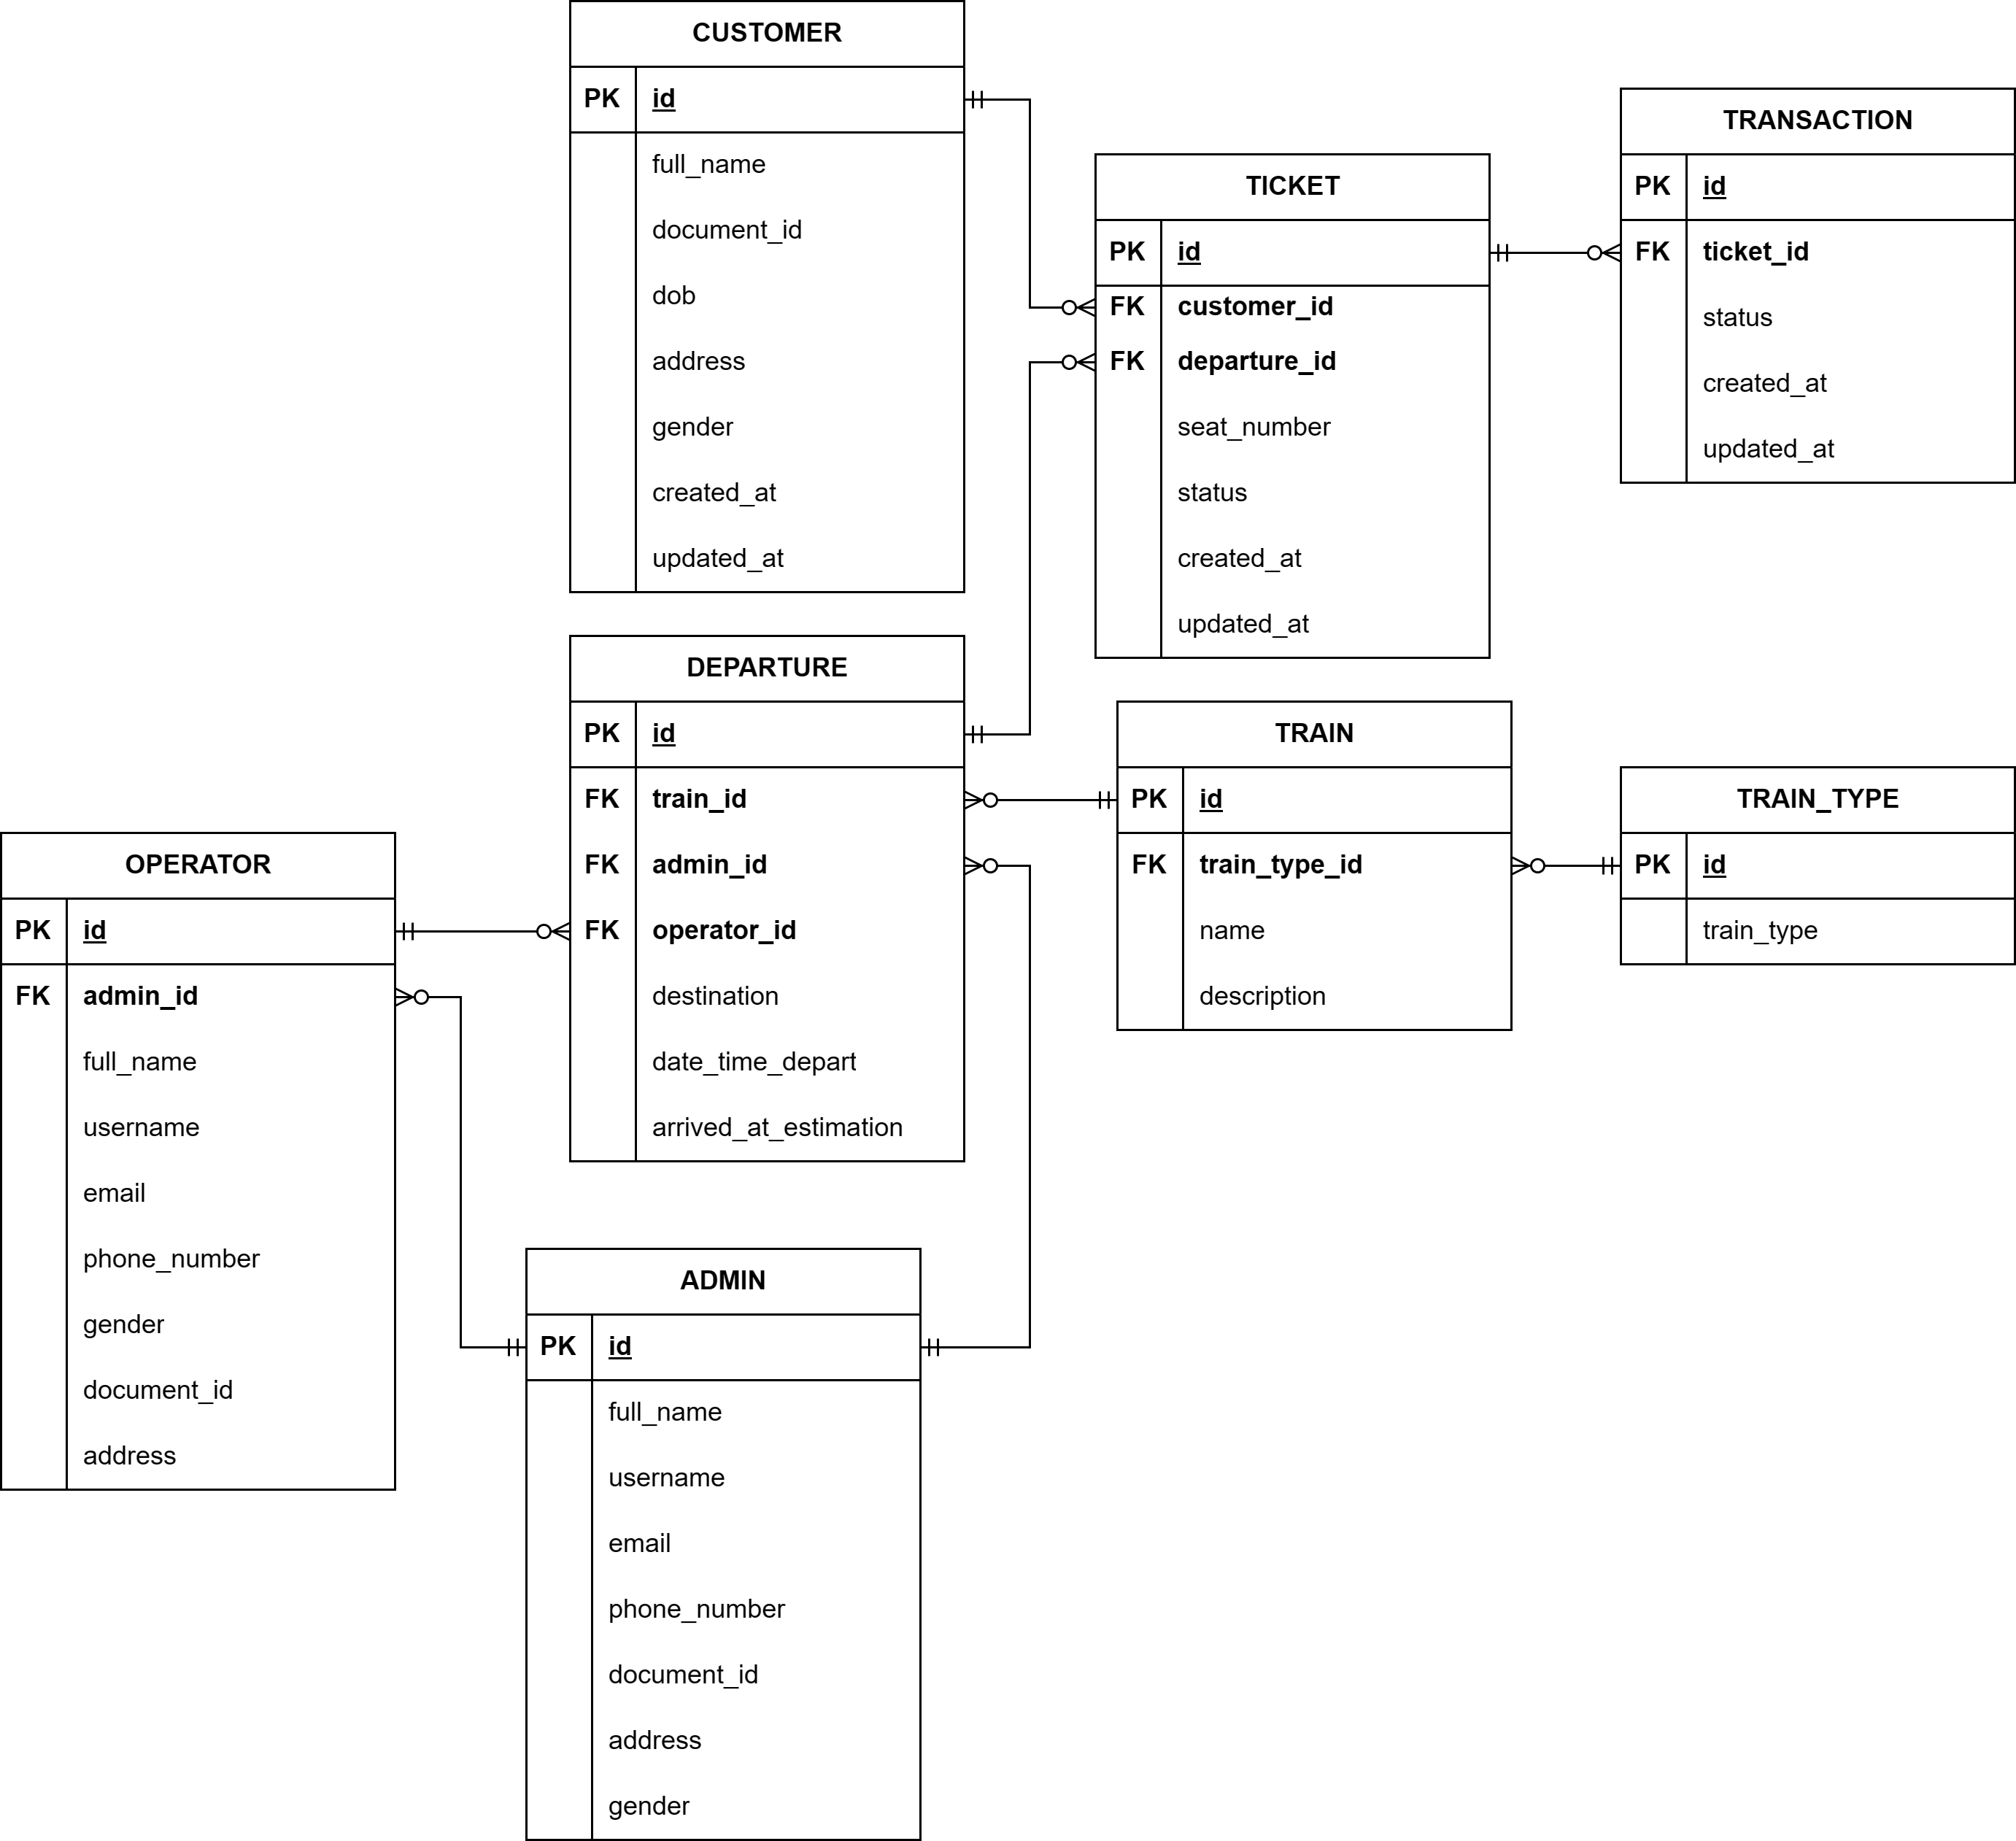 CUSTOMER
PK id
full_name
document_id
dob
address
gender
created_at
updated_at
TICKET
PK id
FK customer_id
FK departure_id
seat_number
status
created_at
updated_at
TRANSACTION
PK id
FK ticket_id
status
created_at
updated_at
DEPARTURE
PK id
FK train_id
FK admin_id
FK operator_id
destination
date_time_depart
arrived_at_estimation
TRAIN
PK id
FK train_type_id
name
description
TRAIN_TYPE
PK id
train_type
OPERATOR
PK id
FK admin_id
full_name
username
email
phone_number
gender
document_id
address
ADMIN
PK id
full_name
username
email
phone_number
document_id
address
gender